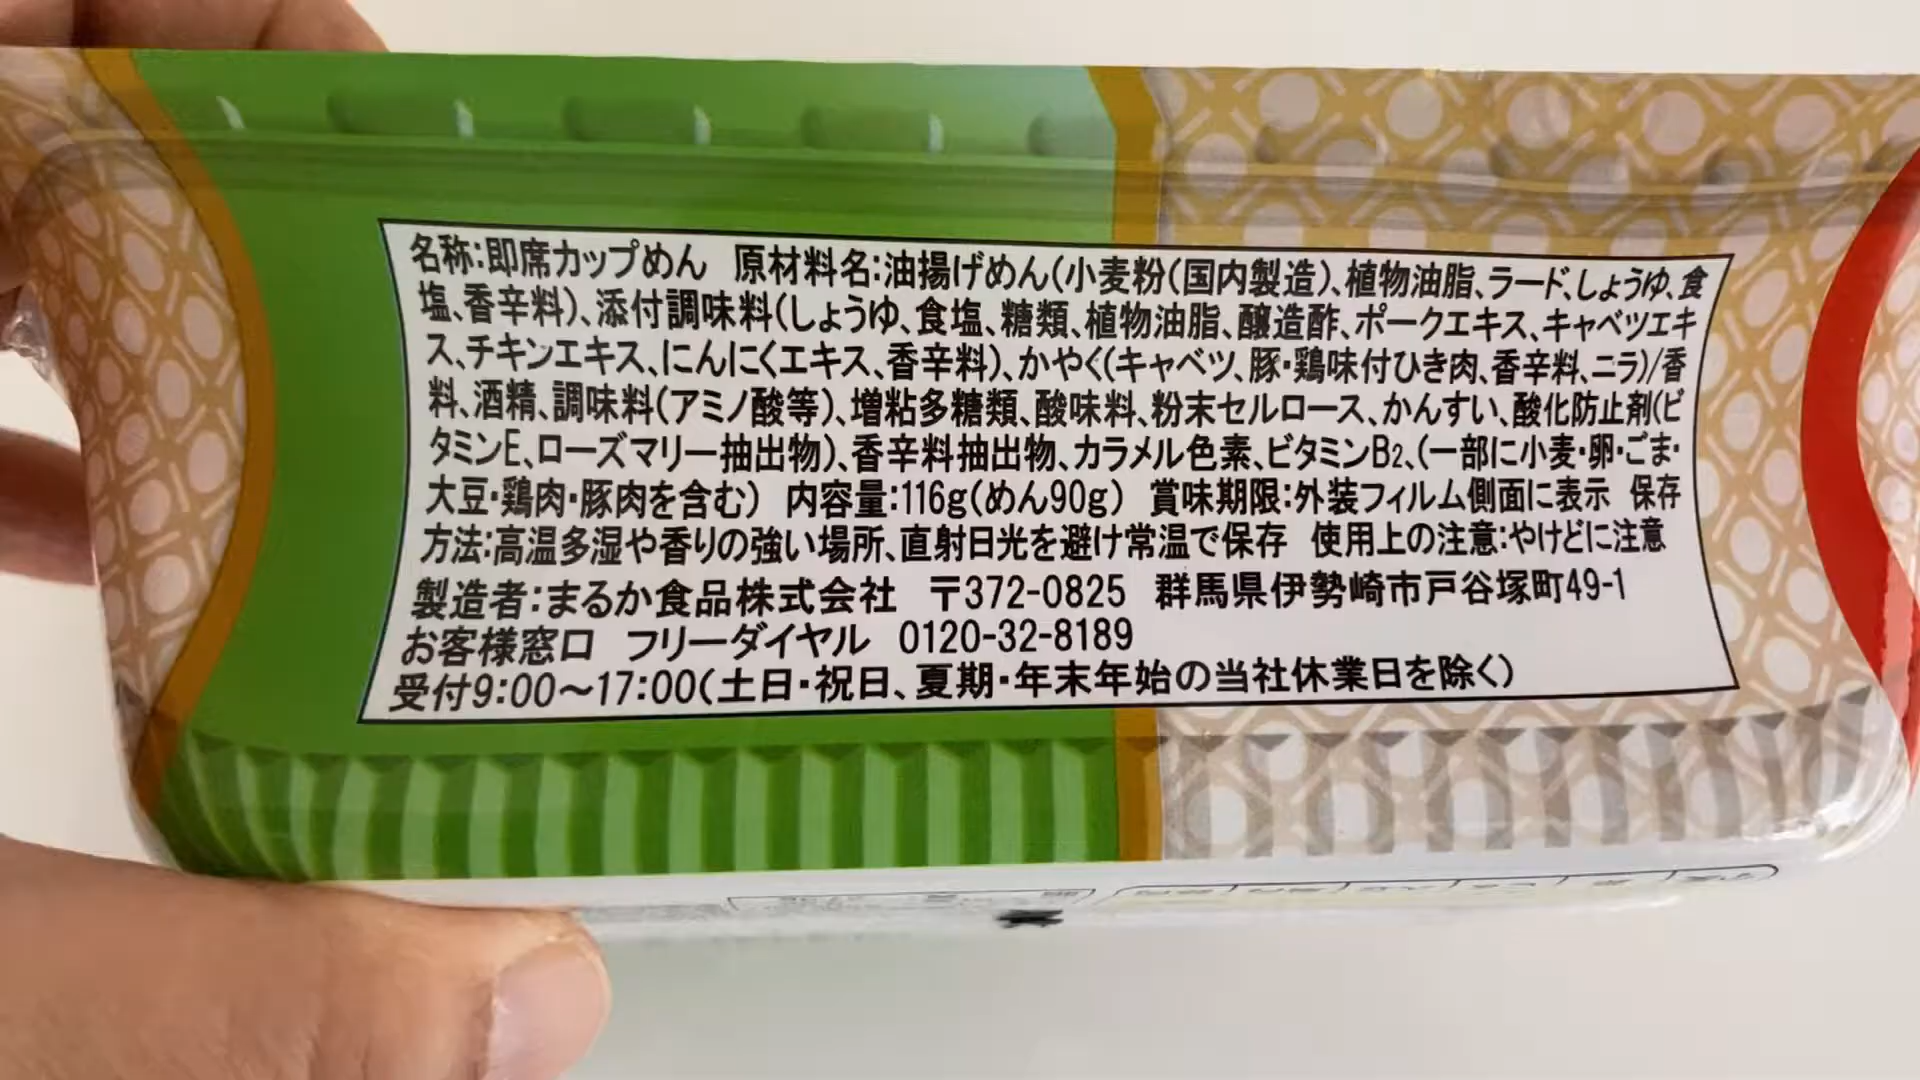 名称:即席カップめん 原材料名:油揚げめん(小麦粉(国内製造)、植物油脂、ラード、しょうゆ、食
塩、香辛料)、添付調味料(しょうゆ、食塩、糖類、植物油脂、醸造酢、ポークエキス、キャベツエキ
ス、チキンエキス、にんにくエキス、香辛料)、かやく(キャベツ、豚・鶏味付ひき肉、香辛料、ニラ)/香
料、酒精、調味料(アミノ酸等)、増粘多糖類、酸味料、粉末セルロース、かんすい、酸化防止剤(ビ
タミンE、ローズマリー抽出物)、香辛料抽出物、カラメル色素、ビタミンB2、(一部に小麦・卵・ごま・
大豆・鶏肉・豚肉を含む) 内容量:116g(めん90g) 賞味期限:外装フィルム側面に表示 保存
方法:高温多湿や香りの強い場所、直射日光を避け常温で保存 使用上の注意:やけどに注意
製造者:まるか食品株式会社 〒372-0825 群馬県伊勢崎市戸谷塚町49-1
お客様窓口 フリーダイヤル 0120-32-8189
受付9:00~17:00(土日・祝日、夏期・年末年始の当社休業日を除く)